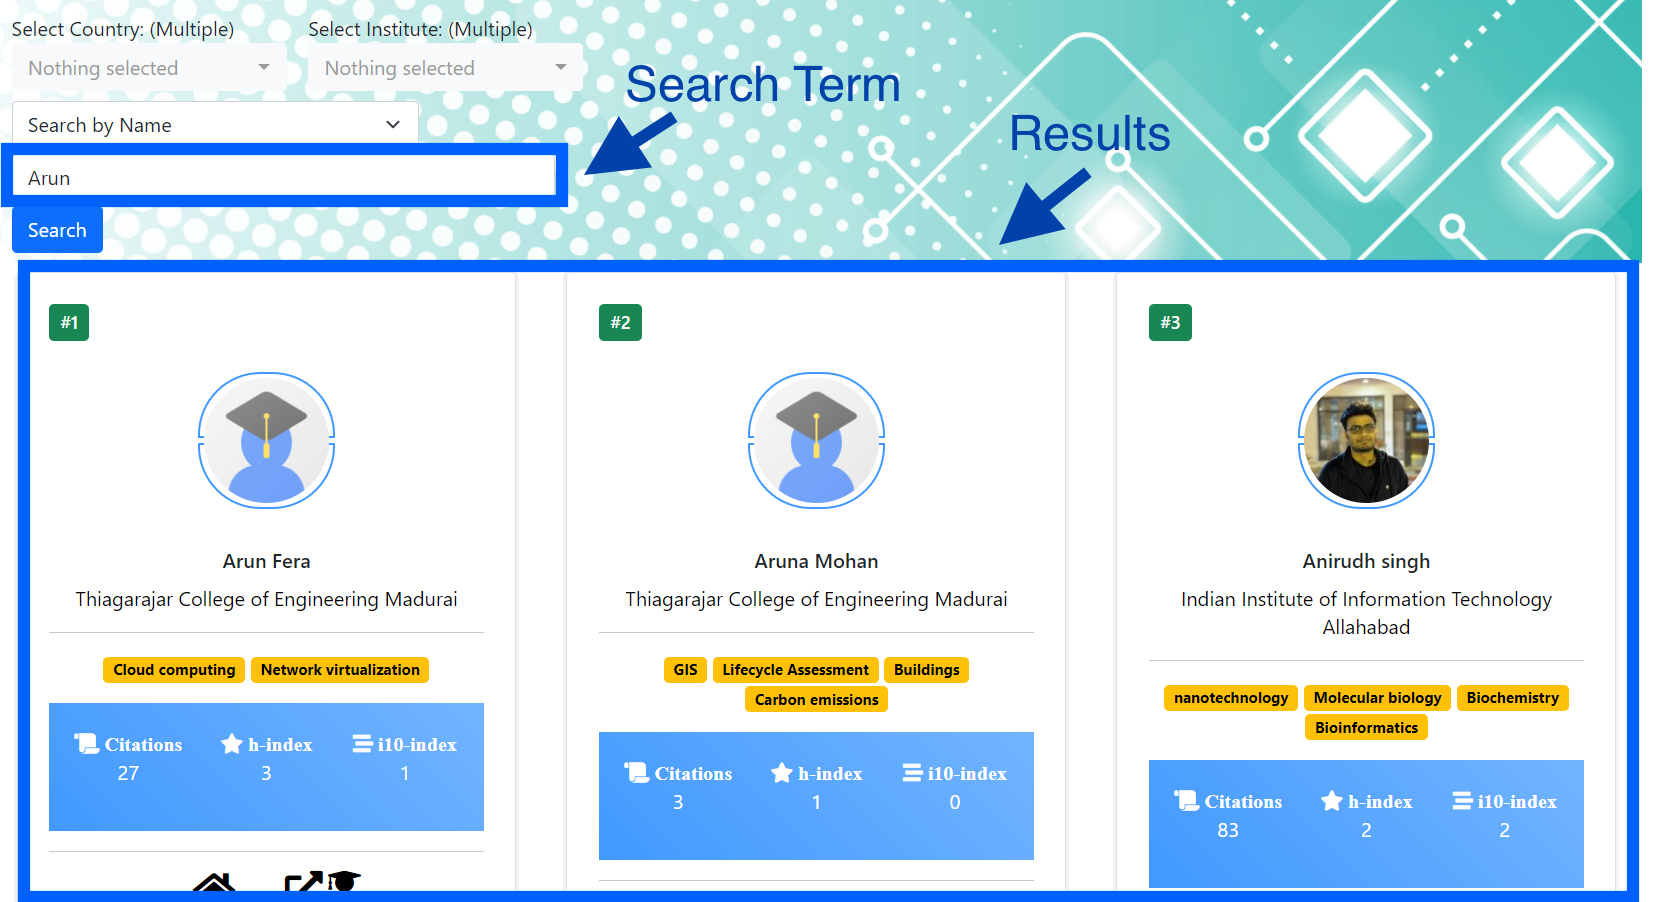 Select Country: (Multiple)
Select Institute: (Multiple)
Nothing selected
Nothing selected
Search Term
Search by Name
Results
Arun
Search
#1
#2
#3
Arun Fera
Aruna Mohan
Anirudh singh
Thiagarajar College of Engineering Madurai
Thiagarajar College of Engineering Madurai
Indian Institute of Information Technology
Allahabad
Cloud computing
Network virtualization
GIS
Lifecycle Assessment
Buildings
Carbon emissions
nanotechnology
Molecular biology
Biochemistry
Bioinformatics
Citations
h-index
i10-index
27
3
1
Citations
h-index
i10-index
3
1
0
Citations
h-index
i10-index
83
2
2